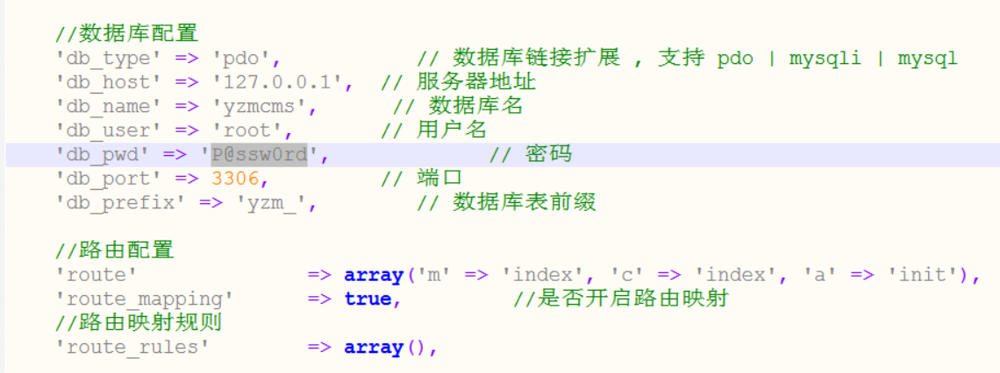 //数据库配置
'db_type' => 'pdo', // 数据库链接扩展 , 支持 pdo | mysqli | mysql
'db_host' => '127.0.0.1', // 服务器地址
'db_name' => 'yzmcms', // 数据库名
'db_user' => 'root', // 用户名
'db_pwd' => 'P@ssw0rd', // 密码
'db_port' => 3306, // 端口
'db_prefix' => 'yzm_', // 数据库表前缀
//路由配置
'route' => array('m' => 'index', 'c' => 'index', 'a' => 'init'),
'route_mapping' => true, //是否开启路由映射
//路由映射规则
'route_rules' => array(),